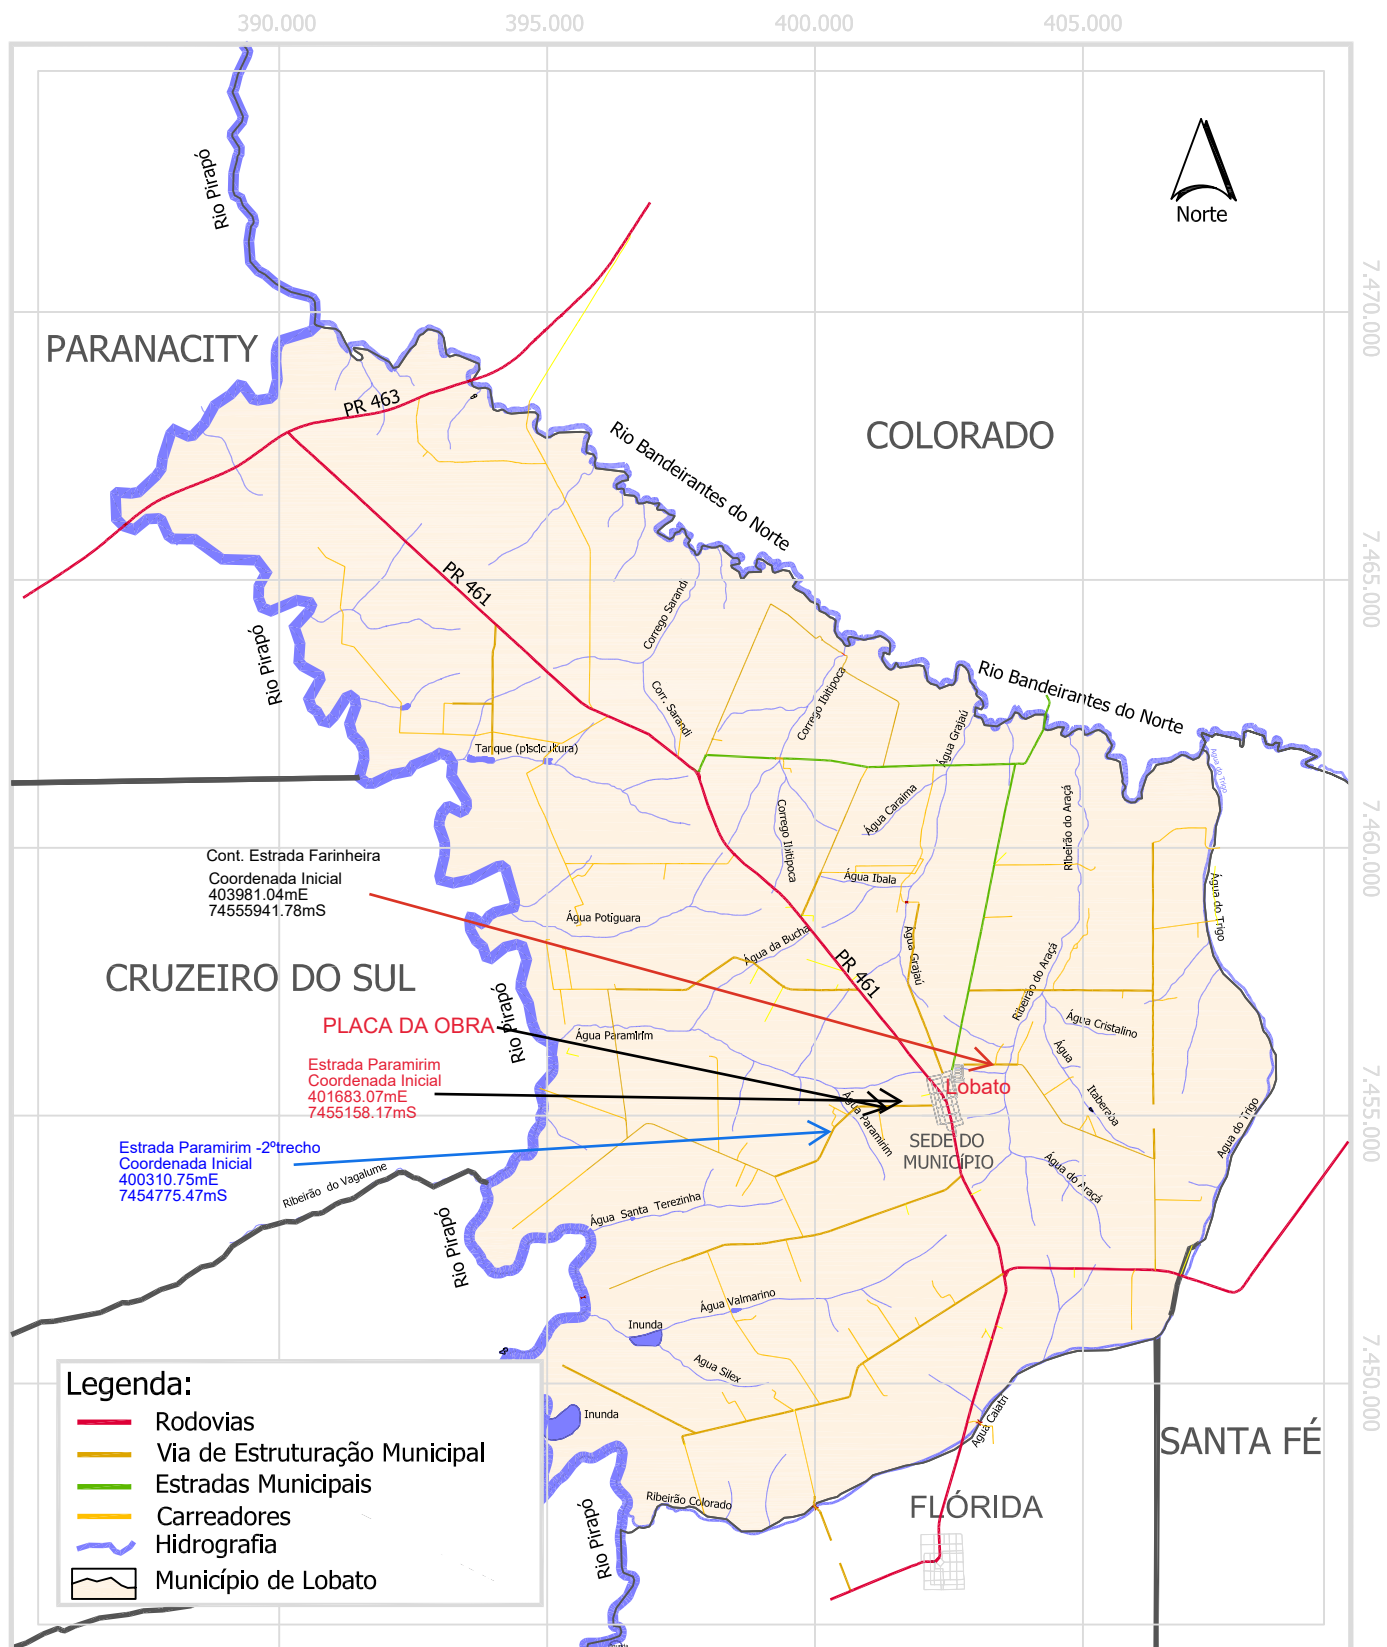 390.000
395.000
400.000
405.000
Rio Pirapó
Norte
7.470.000
PARANACITY
PR 463
COLORADO
Rio Bandeirantes do Norte
PR 461
7.465.000
Corrego Sarandi
Rio Pirapó
Corr. Sarandi
Corrego Ibitipoca
Rio Bandeirantes do Norte
Água Grajaú
Tanque (piscicultura)
Água do Trigo
Água Caraima
Corrego Ibitipoca
Ribeirão do Araçá
7.460.000
Cont. Estrada Farinheira
Coordenada Inicial
403981.04mE
74555941.78mS
Água Ibala
Água do Trigo
Água Potiguara
Água da Bucha
Água Grajaú
PR 461
Ribeirão do Araçá
CRUZEIRO DO SUL
Rio Pirapó
PLACA DA OBRA
Água Paramirim
Água Cristalino
Água Itaberaba
Estrada Paramirim
Coordenada Inicial
401683.07mE
7455158.17mS
Lobato
7.455.000
Água Paramirim
Água do Trigo
SEDE DO
MUNICÍPIO
Estrada Paramirim -2ºtrecho
Coordenada Inicial
400310.75mE
7454775.47mS
Ribeirão do Vagalume
Água do Araçá
Água Santa Terezinha
Rio Pirapó
Água Valmarino
Inunda
Agua Silex
7.450.000
Inunda
Agua Caiatri
SANTA FÉ
Ribeirão Colorado
FLÓRIDA
Rio Pirapó
Legenda:
Rodovias
Via de Estruturação Municipal
Estradas Municipais
Carreadores
Hidrografia
Município de Lobato